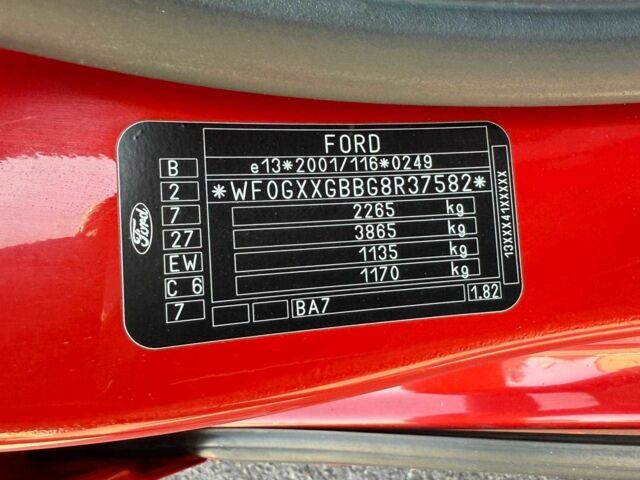 FORD
e13*2001/116*0249
*WF0GXXGBBG8R37582*
2265 kg
3865 kg
1135 kg
1170 kg
BA7
1.82
B
2
7
27
EW
C 6
7
Ford
13XXX41XXXXXX